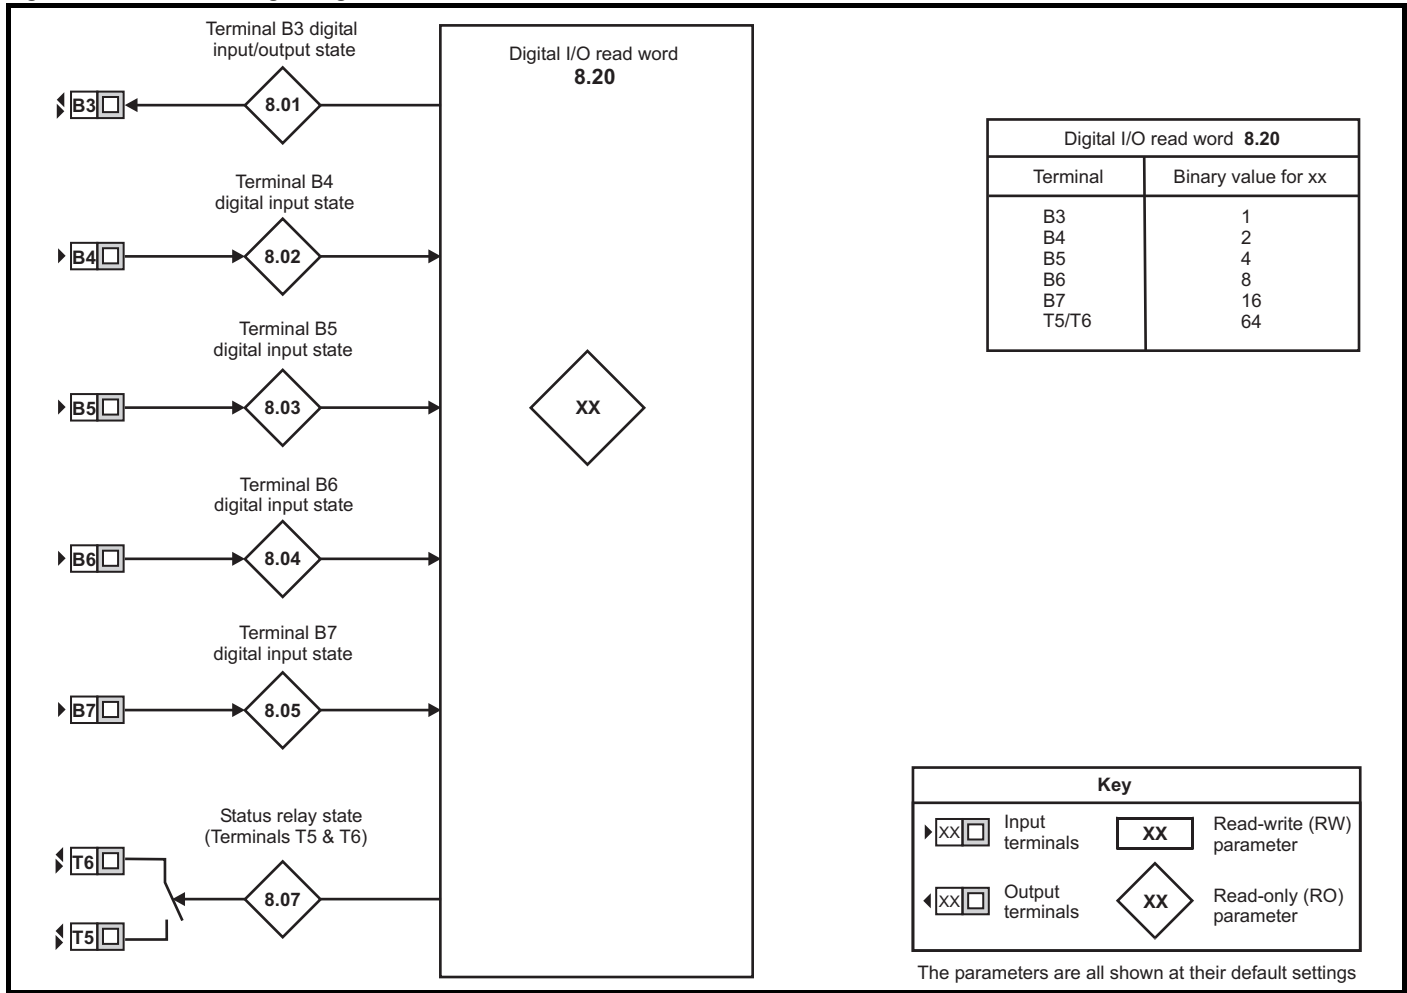 Terminal B3 digital
input/output state
B3
8.01
Terminal B4
digital input state
B4
8.02
Terminal B5
digital input state
B5
8.03
Terminal B6
digital input state
B6
8.04
Terminal B7
digital input state
B7
8.05
Status relay state
(Terminals T5 & T6)
T6
8.07
T5
Digital I/O read word
8.20
XX
Digital I/O read word 8.20
Terminal Binary value for xx
B3 1
B4 2
B5 4
B6 8
B7 16
T5/T6 64
Key
XX Input
terminals
XX Read-write (RW)
parameter
XX Output
terminals
XX Read-only (RO)
parameter
The parameters are all shown at their default settings